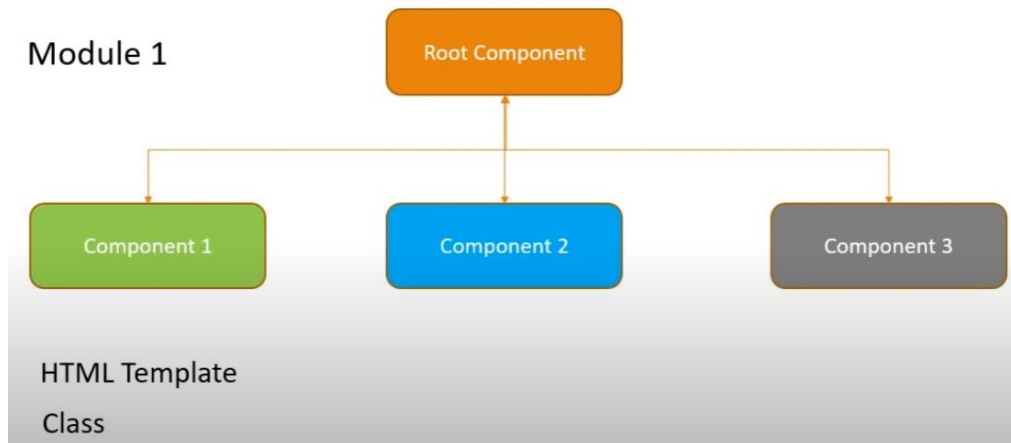 Module 1
Root Component
Component 1
Component 2
Component 3
HTML Template
Class